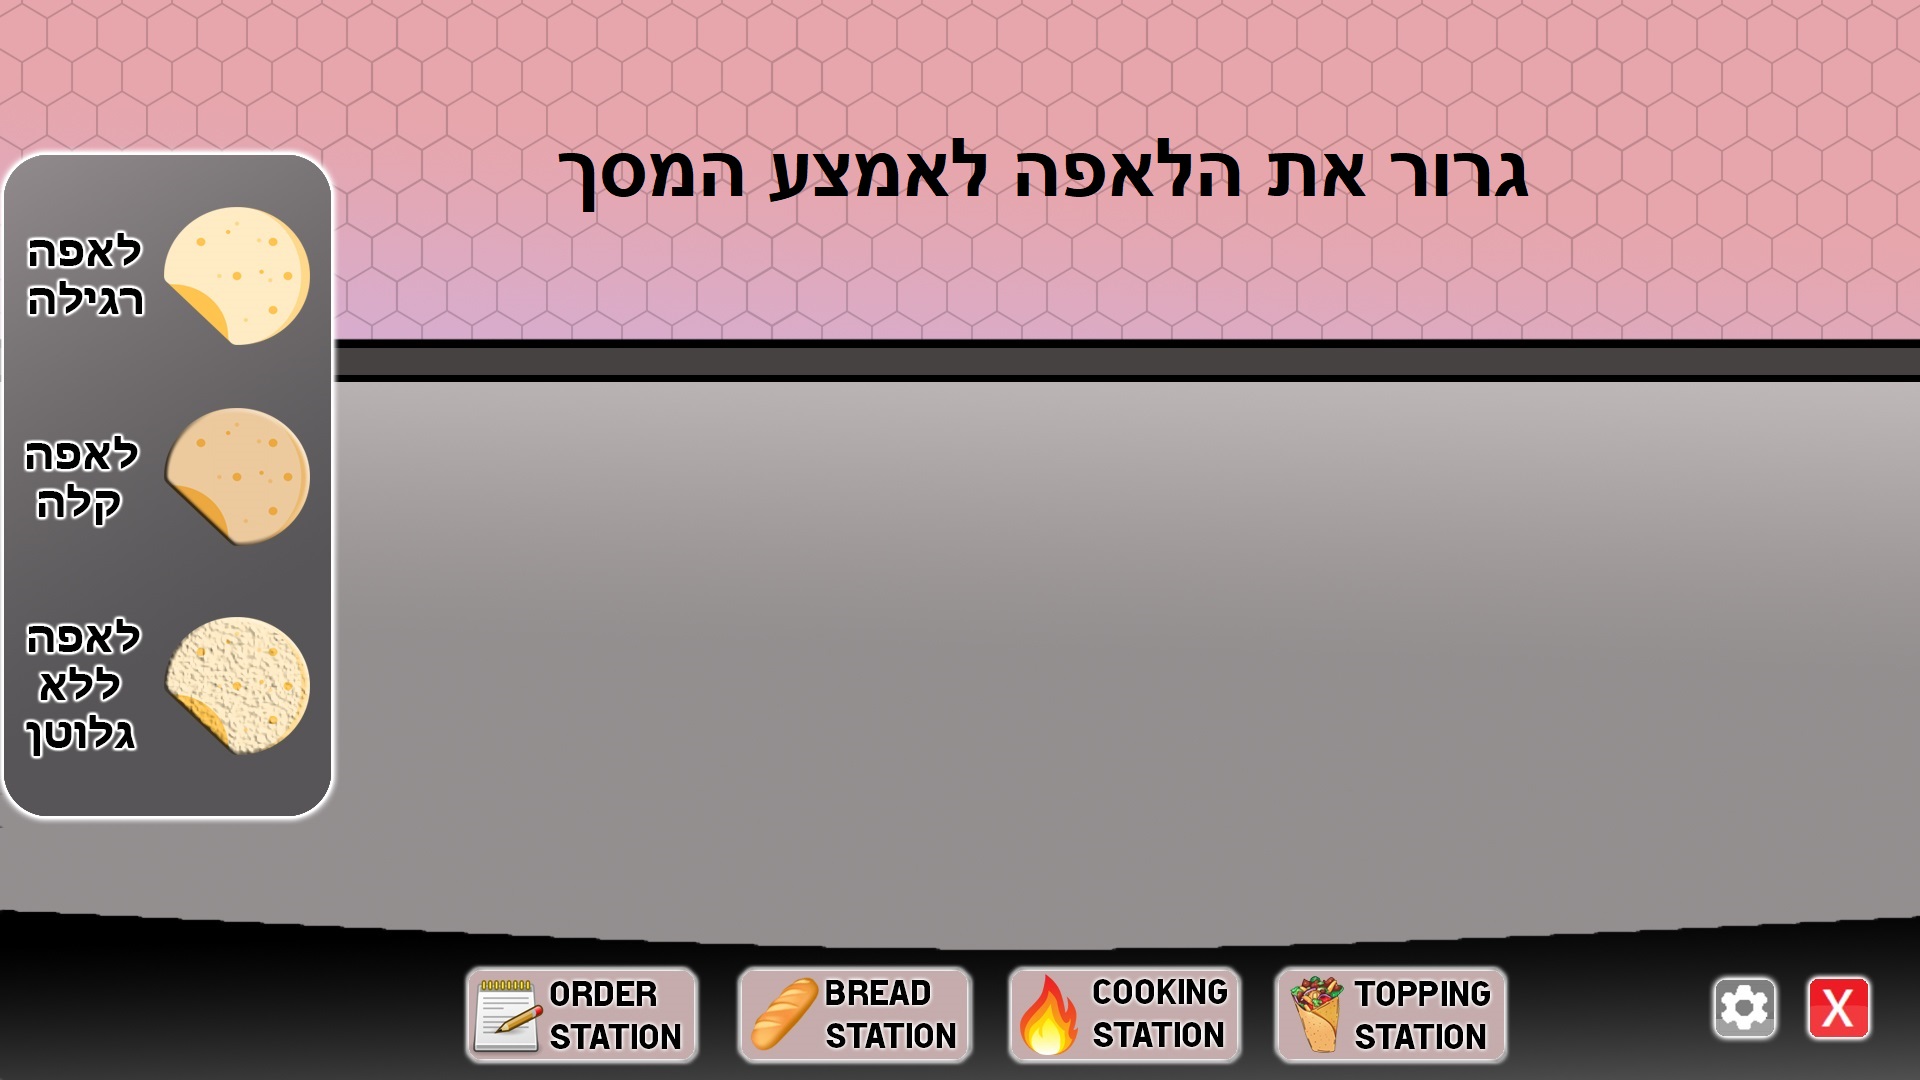 גרור את הלאפה לאמצע המסך
לאפה
רגילה
לאפה
קלה
לאפה
ללא
גלוטן
ORDER
STATION
BREAD
STATION
COOKING
STATION
TOPPING
STATION
X